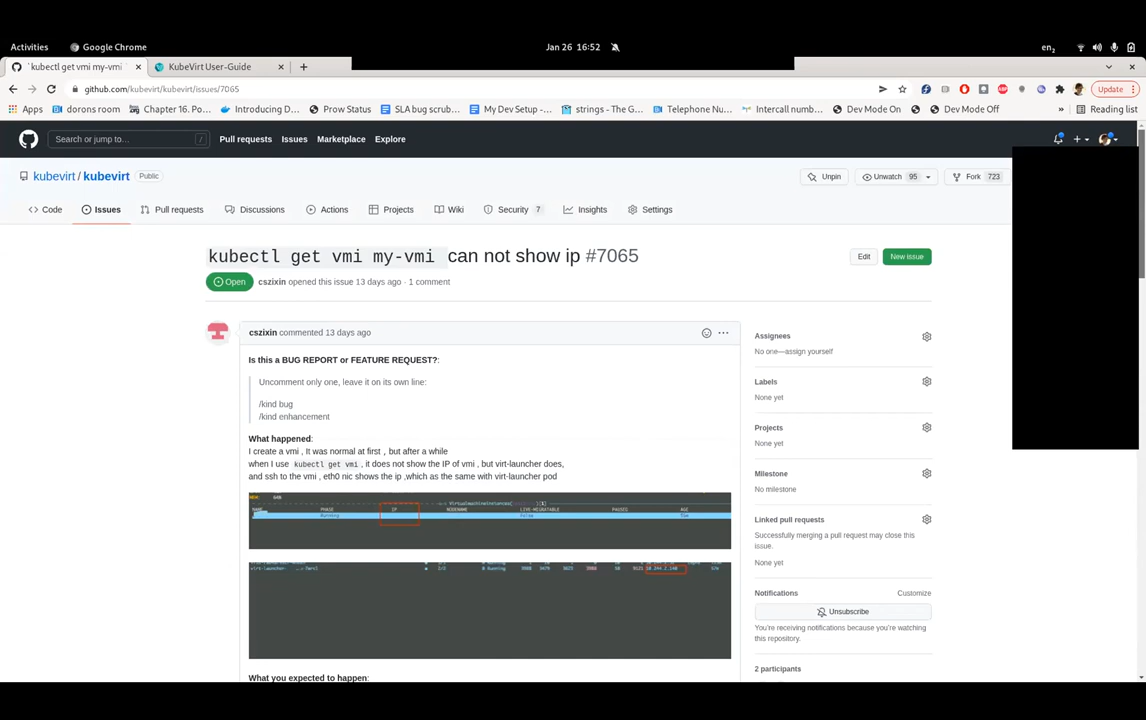 Activities
Google Chrome
Jan 26 16:52
en₂
kubectl get vmi my-vmi
KubeVirt User-Guide
github.com/kubevirt/kubevirt/issues/7065
Update
Apps
dorons room
Chapter 16. Po...
Introducing D...
Prow Status
SLA bug scrub...
My Dev Setup -...
strings - The G...
Telephone Nu...
Intercall numb...
Dev Mode On
Dev Mode Off
»
Reading list
Search or jump to...
/
Pull requests
Issues
Marketplace
Explore
kubevirt / kubevirt
Public
Unpin
Unwatch 95
Fork 723
Code
Issues
Pull requests
Discussions
Actions
Projects
Wiki
Security 7
Insights
Settings
kubectl get vmi my-vmi can not show ip #7065
Edit
New issue
Open
cszixin opened this issue 13 days ago · 1 comment
cszixin commented 13 days ago
Is this a BUG REPORT or FEATURE REQUEST?:
Uncomment only one, leave it on its own line:
/kind bug
/kind enhancement
What happened:
I create a vmi , It was normal at first , but after a while
when I use kubectl get vmi , it does not show the IP of vmi , but virt-launcher does,
and ssh to the vmi , eth0 nic shows the ip ,which as the same with virt-launcher pod
NAME PHASE IP NODENAME LIVE-MIGRATABLE PAUSED AGE
Running
What you expected to happen:
Assignees
No one—assign yourself
Labels
None yet
Projects
None yet
Milestone
No milestone
Linked pull requests
Successfully merging a pull request may close this
issue.
None yet
Notifications
Customize
Unsubscribe
You're receiving notifications because you're watching
this repository.
2 participants